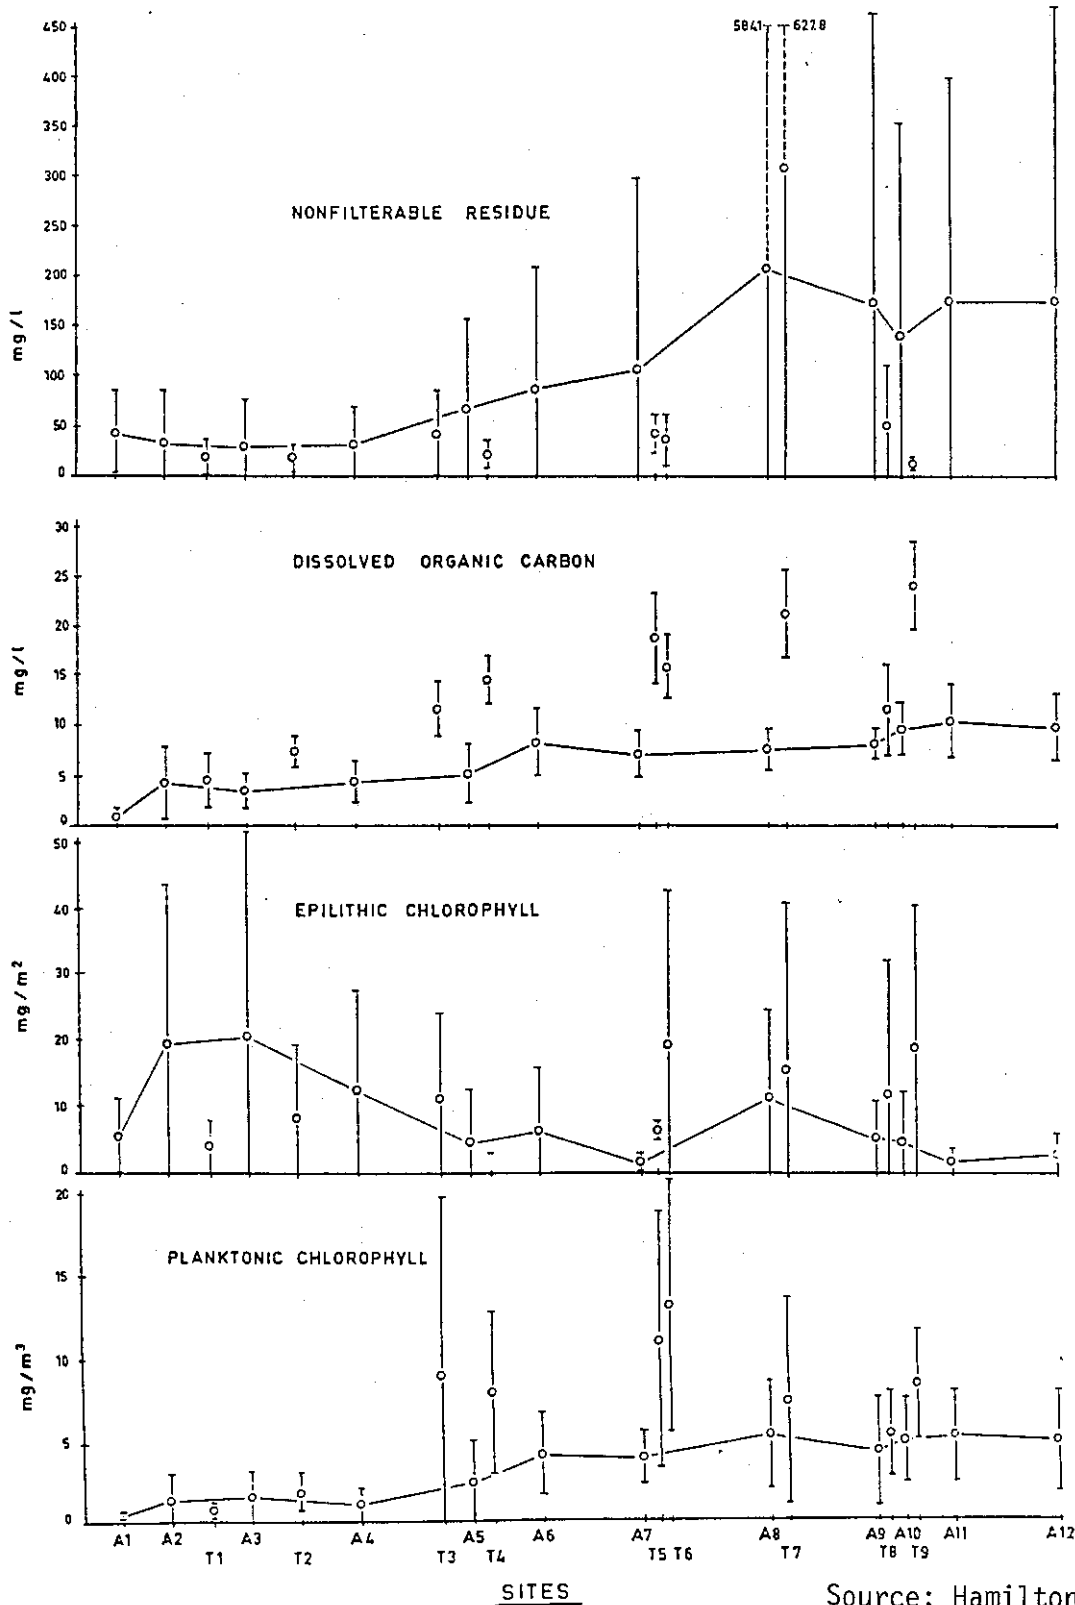 450
400
350
300
250
200
150
100
50
0
mg/l
5841
6278
NONFILTERABLE RESIDUE
30
25
20
15
10
5
0
mg/l
DISSOLVED ORGANIC CARBON
50
40
30
20
10
0
mg/m²
EPILITHIC CHLOROPHYLL
20
15
10
5
0
mg/m³
PLANKTONIC CHLOROPHYLL
A1 A2 A3 A4 A5 A6 A7 A8 A9 A10 A11 A12
T1 T2 T3 T4 T5 T6 T7 T8 T9
SITES
Source: Hamilton